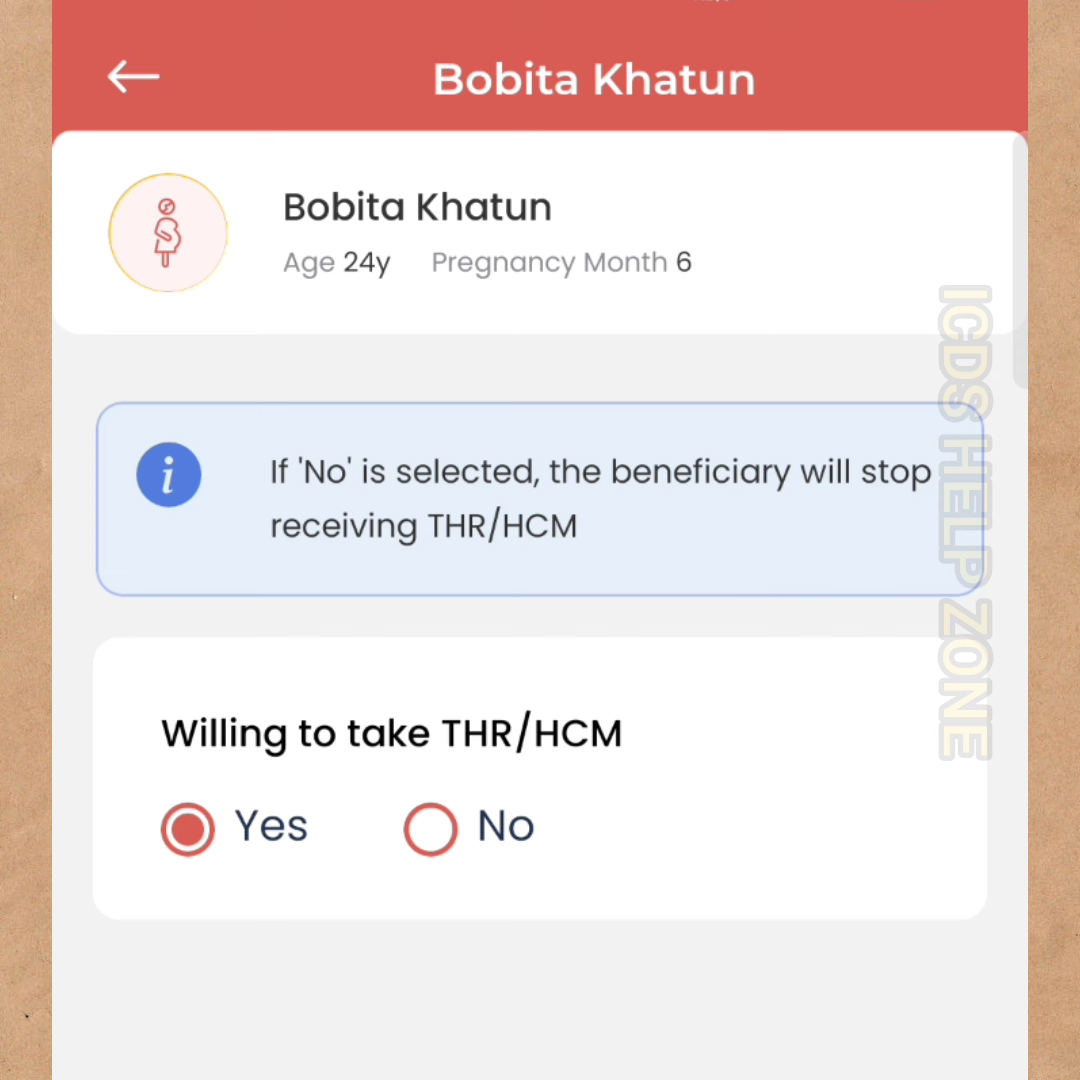 Bobita Khatun
Bobita Khatun
Age 24y Pregnancy Month 6
If 'No' is selected, the beneficiary will stop
receiving THR/HCM
Willing to take THR/HCM
Yes No
ICDS HELP ZONE